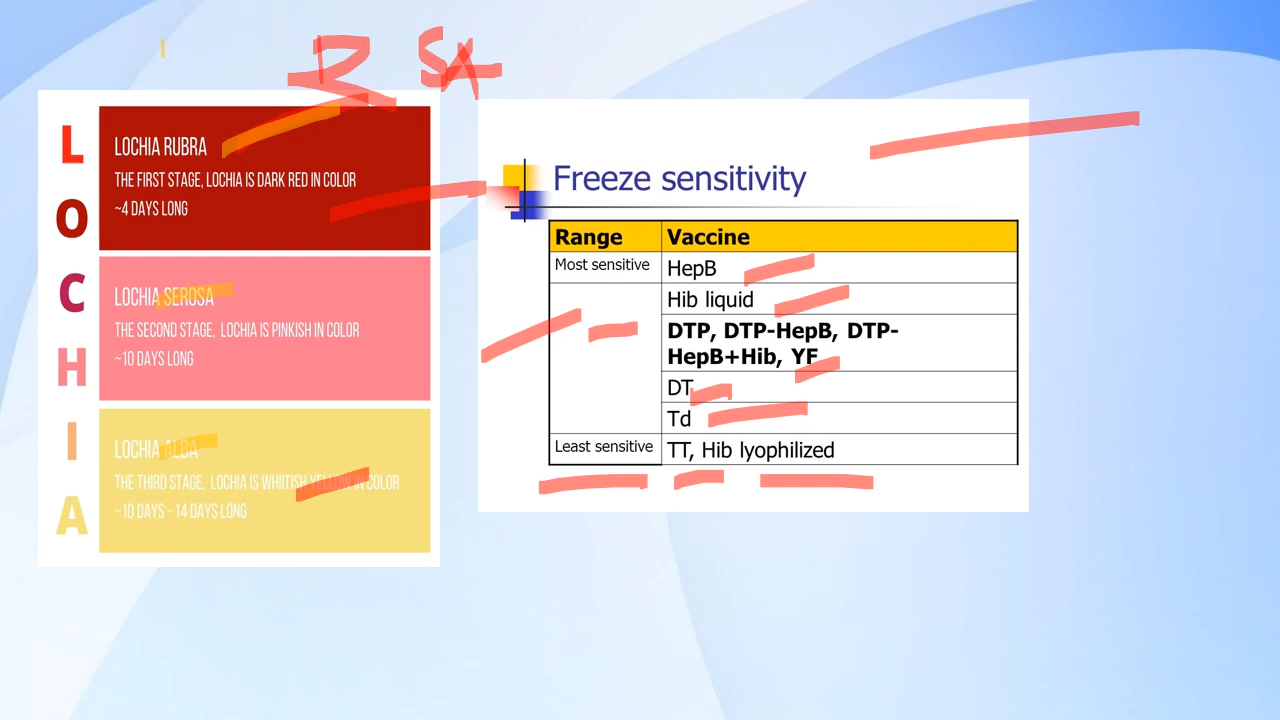 R SA
L
O
C
H
I
A
LOCHIA RUBRA
THE FIRST STAGE, LOCHIA IS DARK RED IN COLOR
~4 DAYS LONG
LOCHIA SEROSA
THE SECOND STAGE, LOCHIA IS PINKISH IN COLOR
~10 DAYS LONG
LOCHIA ALBA
THE THIRD STAGE, LOCHIA IS WHIITISH YELLOW IN COLOR
~10 DAYS - 14 DAYS LONG
Freeze sensitivity
Range Vaccine
Most sensitive HepB
Hib liquid
DTP, DTP-HepB, DTP-
HepB+Hib, YF
DT
Td
Least sensitive TT, Hib lyophilized